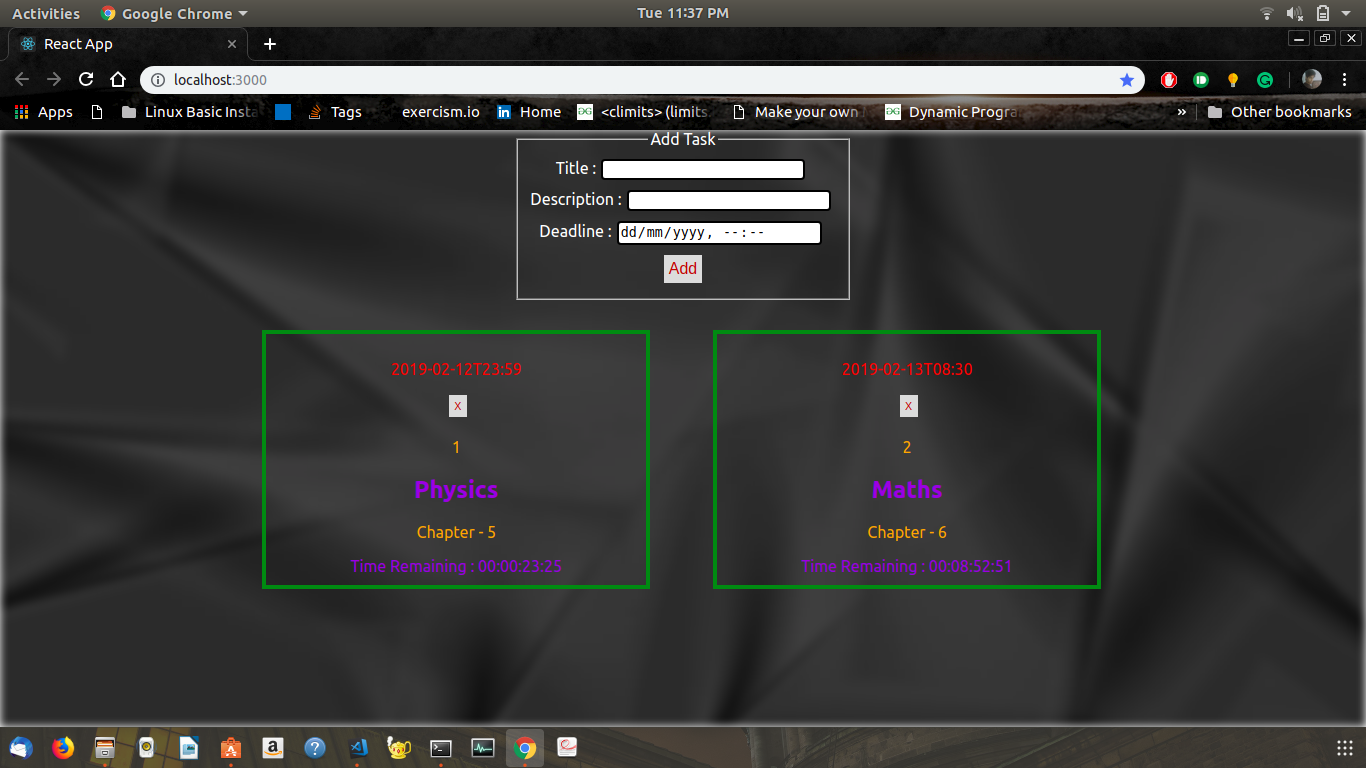 Activities Google Chrome Tue 11:37 PM
React App
localhost:3000
Apps Linux Basic Insta Tags exercism.io Home <climits> (limits Make your own Dynamic Progra » Other bookmarks
Add Task
Title :
Description :
Deadline : dd/mm/yyyy, --:--
Add
2019-02-12T23:59
x
1
Physics
Chapter - 5
Time Remaining : 00:00:23:25
2019-02-13T08:30
x
2
Maths
Chapter - 6
Time Remaining : 00:08:52:51